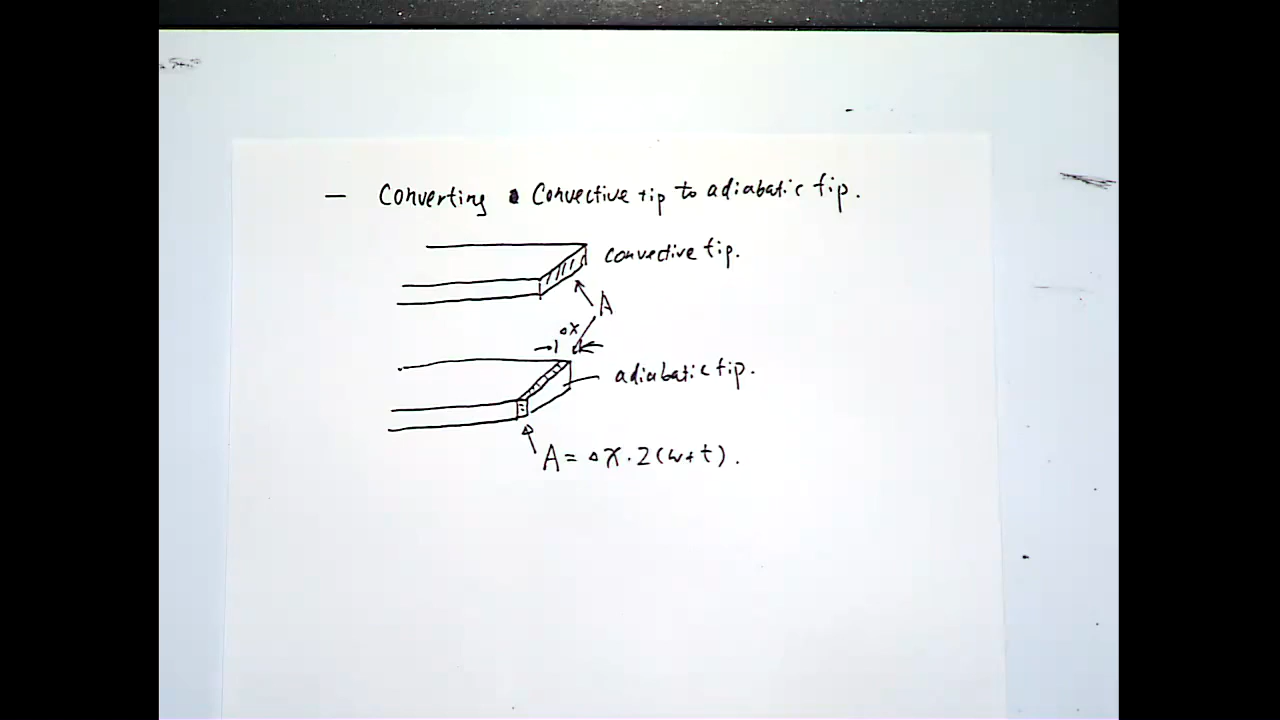 — Converting Convective tip to adiabatic tip.
convective tip.
A
ΔX
adiabatic tip.
A = ΔX · 2(w+t).